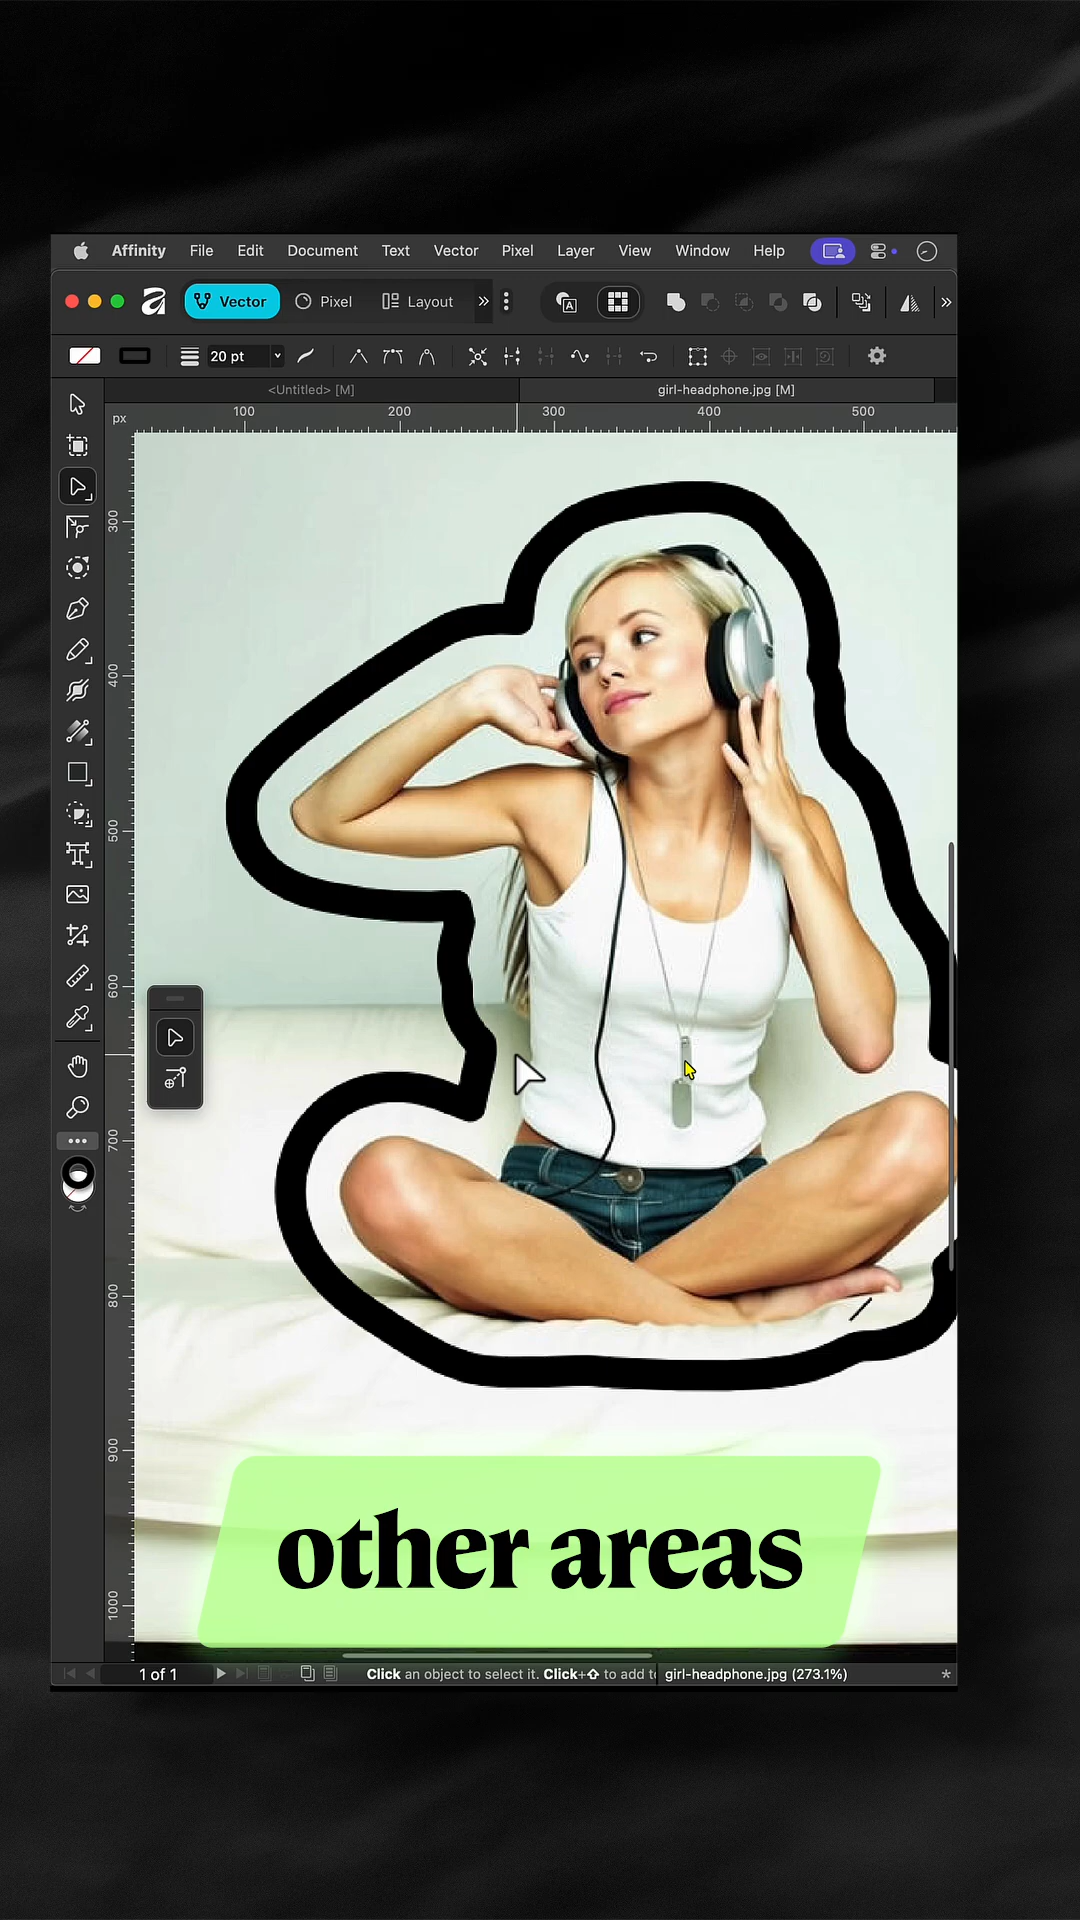 Affinity File Edit Document Text Vector Pixel Layer View Window Help
Vector Pixel Layout
20 pt
<Untitled> [M] girl-headphone.jpg [M]
px 100 200 300 400 500
300
400
500
600
700
800
900
1000
other areas
1 of 1 Click an object to select it. Click+⇧ to add to girl-headphone.jpg (273.1%) *